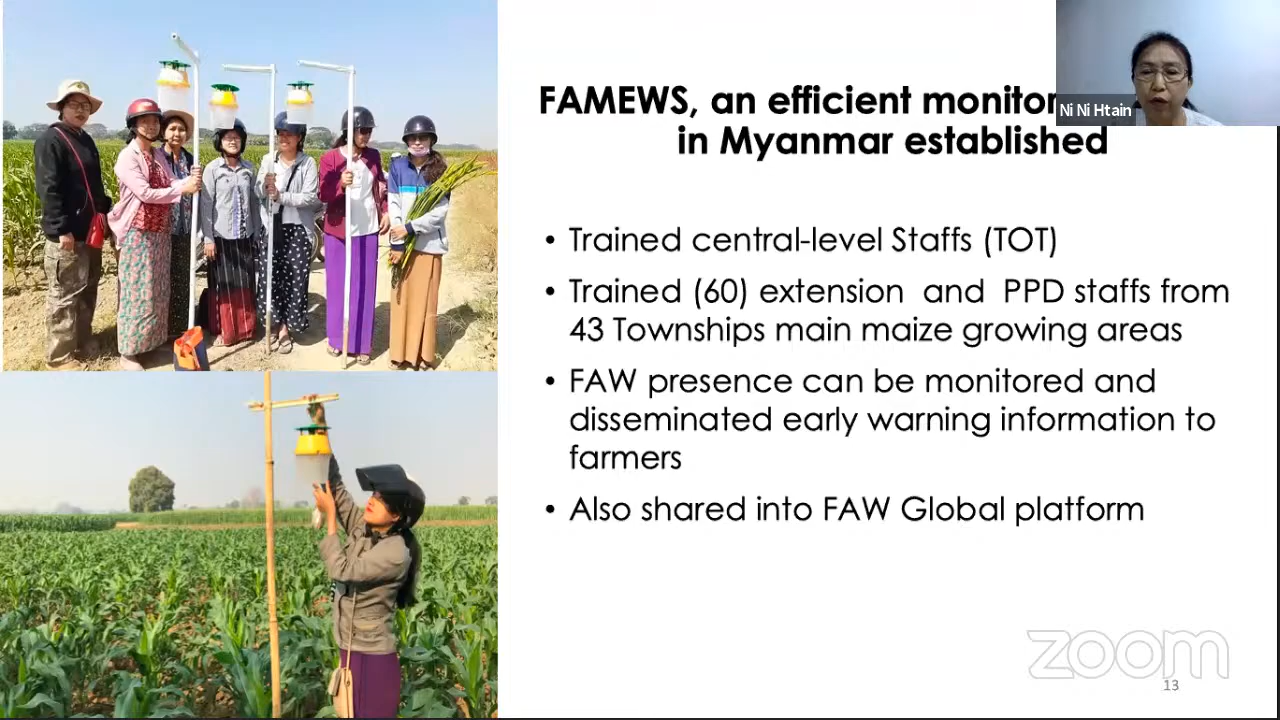 FAMEWS, an efficient
in Myanmar established
Ni Ni Htain
• Trained central-level Staffs (TOT)
• Trained (60) extension and PPD staffs from
43 Townships main maize growing areas
• FAW presence can be monitored and
disseminated early warning information to
farmers
• Also shared into FAW Global platform
zoom
13